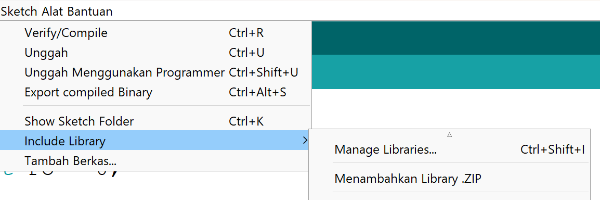 Sketch Alat Bantuan
Verify/Compile Ctrl+R
Unggah Ctrl+U
Unggah Menggunakan Programmer Ctrl+Shift+U
Export compiled Binary Ctrl+Alt+S
Show Sketch Folder Ctrl+K
Include Library
Tambah Berkas...
Manage Libraries... Ctrl+Shift+I
Menambahkan Library .ZIP